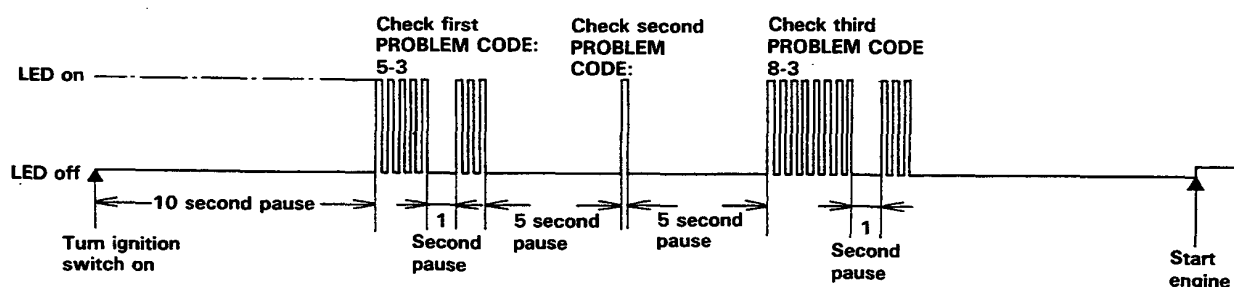 Check first
PROBLEM CODE:
5-3
Check second
PROBLEM
CODE:
Check third
PROBLEM CODE
8-3
LED on
LED off
10 second pause
1
Second
pause
5 second
pause
5 second
pause
1
Second
pause
Turn ignition
switch on
Start
engine